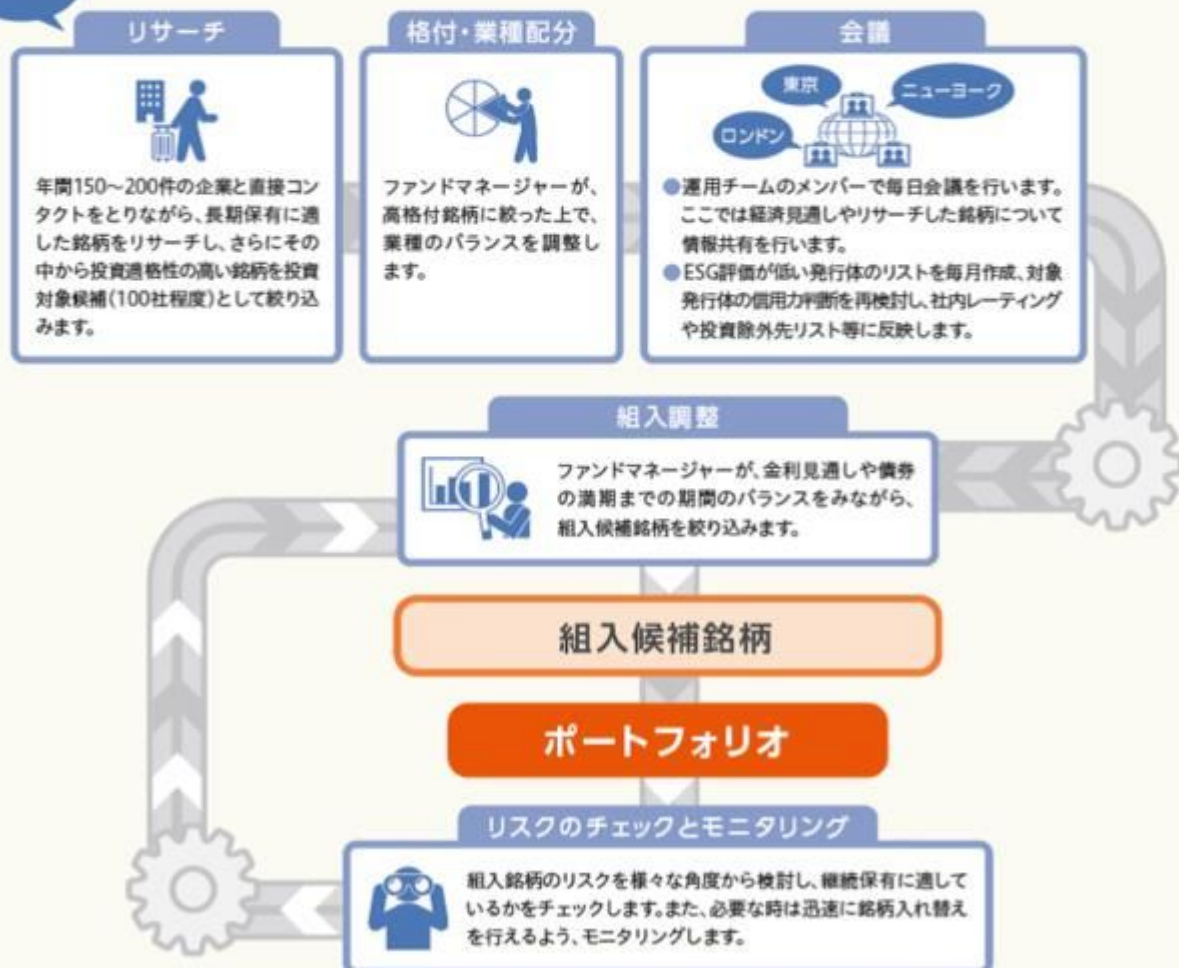 リサーチ
年間150～200件の企業と直接コン
タクトをとりながら、長期保有に適
した銘柄をリサーチし、さらにその
中から投資適格性の高い銘柄を投資
対象候補(100社程度)として絞り込
みます。
格付・業種配分
ファンドマネージャーが、
高格付銘柄に絞った上で、
業種のバランスを調整し
ます。
会議
東京
ニューヨーク
ロンドン
●運用チームのメンバーで毎日会議を行います。
ここでは経済見通しやリサーチした銘柄について
情報共有を行います。
●ESG評価が低い発行体のリストを毎月作成、対象
発行体の信用力判断を再検討し、社内レーティング
や投資除外先リスト等に反映します。
組入調整
ファンドマネージャーが、金利見通しや債券
の満期までの期間のバランスをみながら、
組入候補銘柄を絞り込みます。
組入候補銘柄
ポートフォリオ
リスクのチェックとモニタリング
組入銘柄のリスクを様々な角度から検討し、継続保有に適して
いるかをチェックします。また、必要な時は迅速に銘柄入れ替え
を行えるよう、モニタリングします。